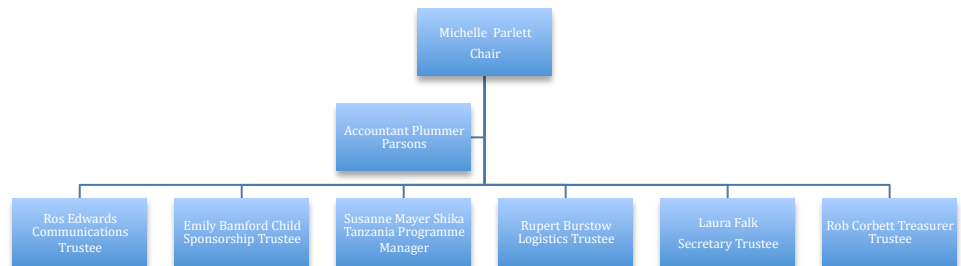 Michelle Parlett
Chair
Accountant Plummer
Parsons
Ros Edwards
Communications
Trustee
Emily Bamford Child
Sponsorship Trustee
Susanne Mayer Shika
Tanzania Programme
Manager
Rupert Burstow
Logistics Trustee
Laura Falk
Secretary Trustee
Rob Corbett Treasurer
Trustee